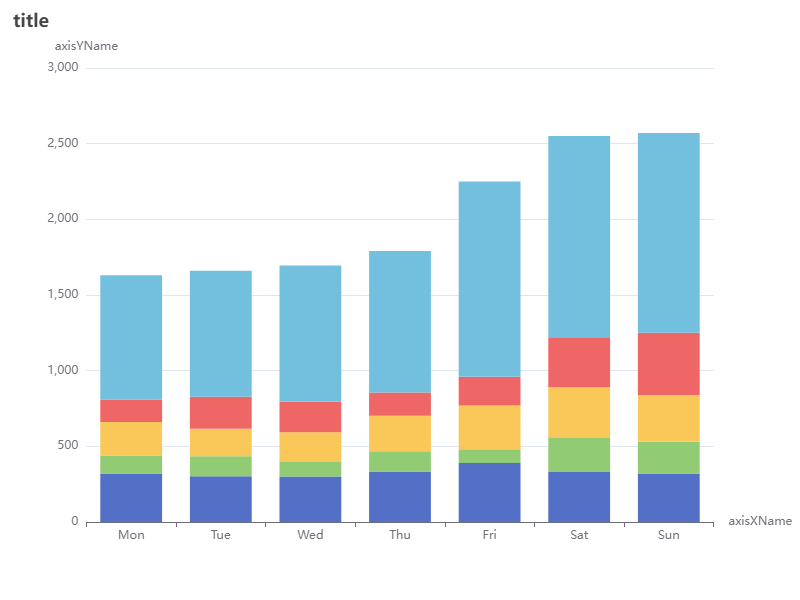 title
axisYName
3,000
2,500
2,000
1,500
1,000
500
0
Mon Tue Wed Thu Fri Sat Sun
axisXName